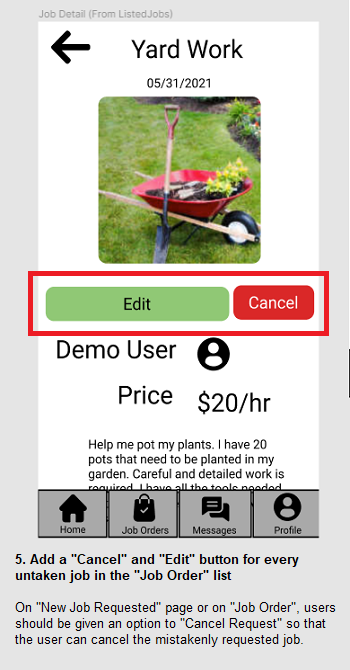 Job Detail (From ListedJobs)
Yard Work
05/31/2021
Edit
Cancel
Demo User
Price
$20/hr
Help me pot my plants. I have 20
pots that need to be planted in my
garden. Careful and detailed work is
required. I have all the tools needed
Home
Job Orders
Messages
Profile
5. Add a "Cancel" and "Edit" button for every
untaken job in the "Job Order" list
On "New Job Requested" page or on "Job Order", users
should be given an option to "Cancel Request" so that
the user can cancel the mistakenly requested job.